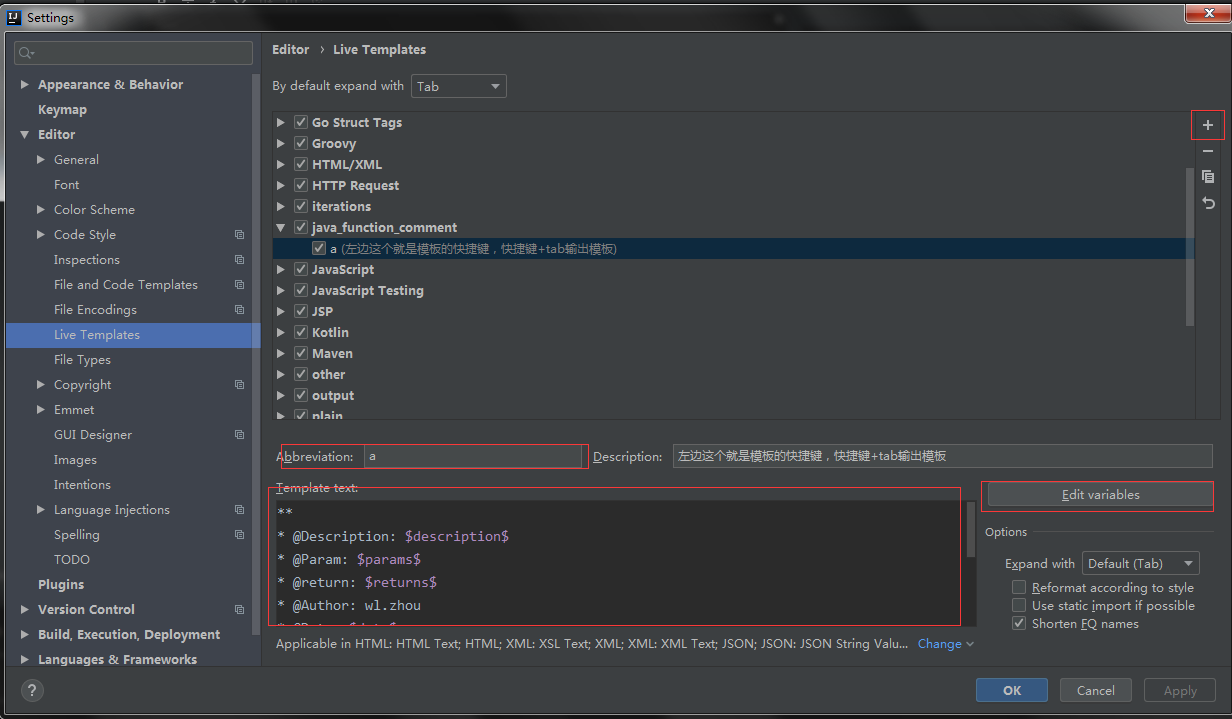 Settings
Editor › Live Templates
By default expand with Tab
Appearance & Behavior
Keymap
Editor
General
Font
Color Scheme
Code Style
Inspections
File and Code Templates
File Encodings
Live Templates
File Types
Copyright
Emmet
GUI Designer
Images
Intentions
Language Injections
Spelling
TODO
Plugins
Version Control
Build, Execution, Deployment
Languages & Frameworks
Go Struct Tags
Groovy
HTML/XML
HTTP Request
iterations
java_function_comment
a (左边这个就是模板的快捷键，快捷键+tab输出模板)
JavaScript
JavaScript Testing
JSP
Kotlin
Maven
other
output
plain
Abbreviation: a
Description: 左边这个就是模板的快捷键，快捷键+tab输出模板
Template text:
**
* @Description: $description$
* @Param: $params$
* @return: $returns$
* @Author: wl.zhou
Edit variables
Options
Expand with Default (Tab)
Reformat according to style
Use static import if possible
Shorten FQ names
Applicable in HTML: HTML Text; HTML; XML: XSL Text; XML; XML: XML Text; JSON; JSON: JSON String Valu... Change
?
OK
Cancel
Apply